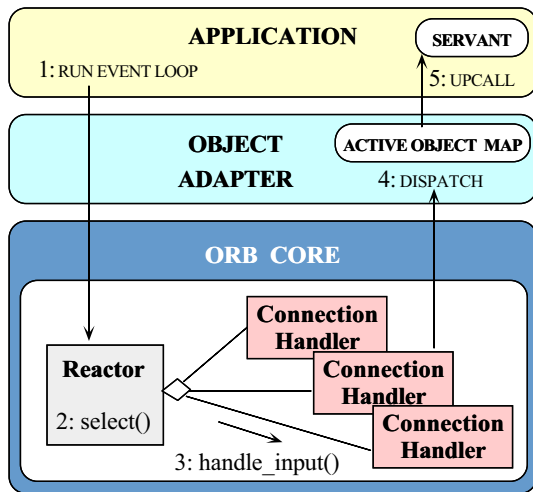 APPLICATION
SERVANT
1: RUN EVENT LOOP
5: UPCALL
OBJECT
ADAPTER
ACTIVE OBJECT MAP
4: DISPATCH
ORB CORE
Connection
Handler
Reactor
2: select()
Connection
Handler
Connection
Handler
3: handle_input()